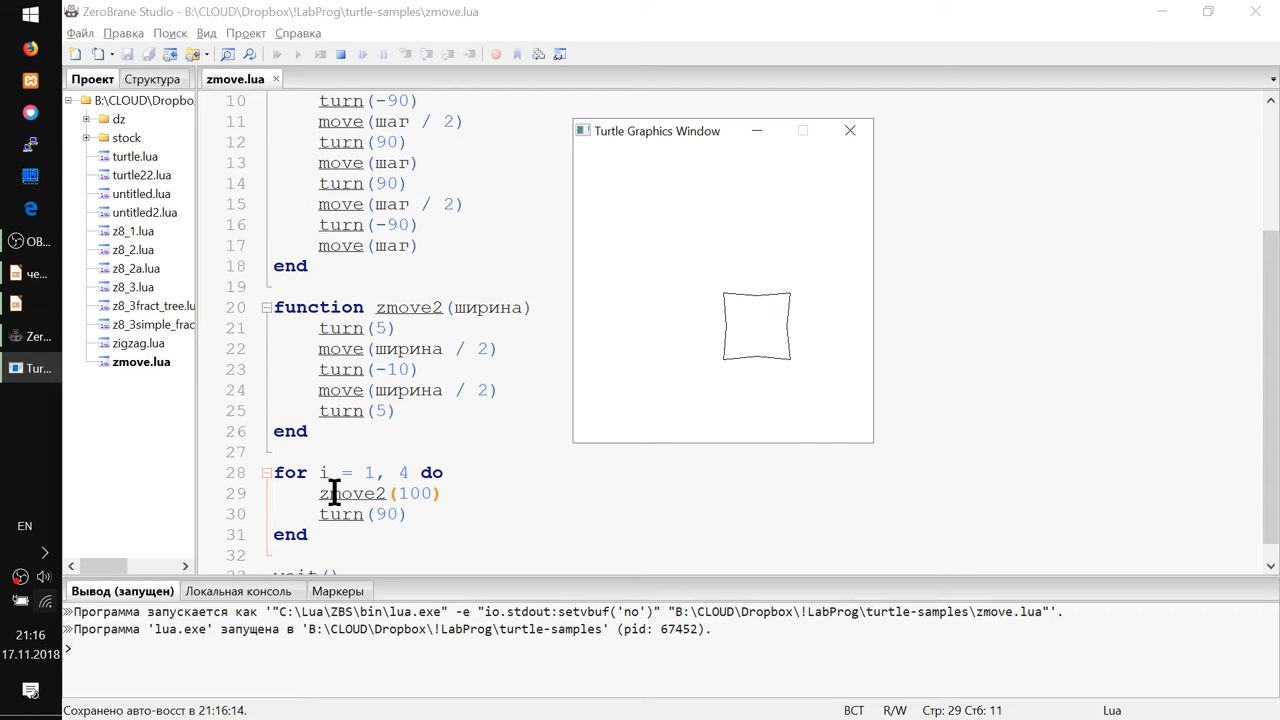 ZeroBrane Studio - B:\CLOUD\Dropbox\!LabProg\turtle-samples\zmove.lua
Файл Правка Поиск Вид Проект Справка
Проект Структура
zmove.lua
B:\CLOUD\Dropbo
dz
stock
turtle.lua
turtle22.lua
untitled.lua
untitled2.lua
z8_1.lua
z8_2.lua
z8_2a.lua
z8_3.lua
z8_3fract_tree.lu
z8_3simple_frac
zigzag.lua
zmove.lua
10 turn(-90)
11 move(шаг / 2)
12 turn(90)
13 move(шаг)
14 turn(90)
15 move(шаг / 2)
16 turn(-90)
17 move(шаг)
18 end
19
20 function zmove2(ширина)
21 turn(5)
22 move(ширина / 2)
23 turn(-10)
24 move(ширина / 2)
25 turn(5)
26 end
27
28 for i = 1, 4 do
29 zmove2(100)
30 turn(90)
31 end
32
33 wait()
Turtle Graphics Window
OB...
че...
Zer...
Tur...
EN
21:16
17.11.2018
Вывод (запущен) Локальная консоль Маркеры
Программа запускается как '"C:\Lua\ZBS\bin\lua.exe" -e "io.stdout:setvbuf('no')" "B:\CLOUD\Dropbox\!LabProg\turtle-samples\zmove.lua"'.
Программа 'lua.exe' запущена в 'B:\CLOUD\Dropbox\!LabProg\turtle-samples' (pid: 67452).
>
Сохранено авто-восст в 21:16:14.
ВСТ R/W Стр: 29 Стб: 11 Lua